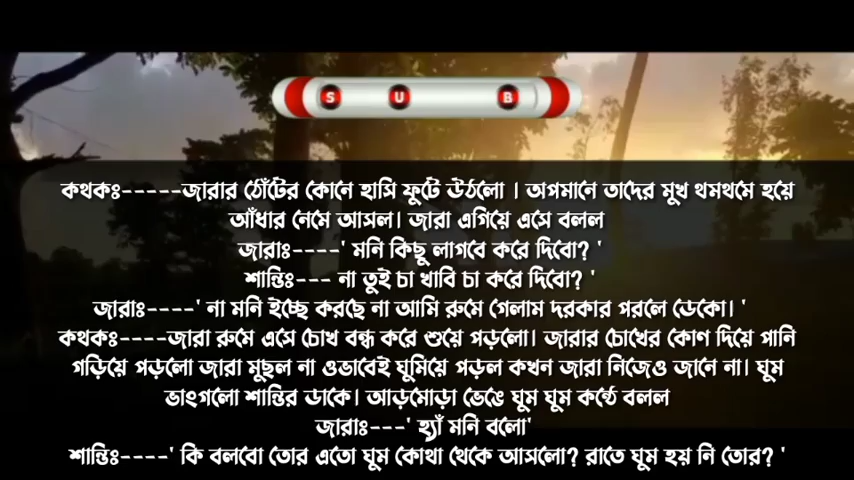 S U B
কথকঃ-----জারার ঠোঁটের কোনে হাসি ফুটে উঠলো । অপমানে তাদের মুখ থমথমে হয়ে
আঁধার নেমে আসল। জারা এগিয়ে এসে বলল
জারাঃ----' মনি কিছু লাগবে করে দিবো? '
শান্তিঃ--- না তুই চা খাবি চা করে দিবো? '
জারাঃ----' না মনি ইচ্ছে করছে না আমি রুমে গেলাম দরকার পরলে ডেকো। '
কথকঃ----জারা রুমে এসে চোখ বন্ধ করে শুয়ে পড়লো। জারার চোখের কোণ দিয়ে পানি
গড়িয়ে পড়লো জারা মুছল না ওভাবেই ঘুমিয়ে পড়ল কখন জারা নিজেও জানে না। ঘুম
ভাংগলো শান্তির ডাকে। আড়মোড়া ভেঙে ঘুম ঘুম কন্ঠে বলল
জারাঃ---' হ্যাঁ মনি বলো'
শান্তিঃ----' কি বলবো তোর এতো ঘুম কোথা থেকে আসলো? রাতে ঘুম হয় নি তোর? '